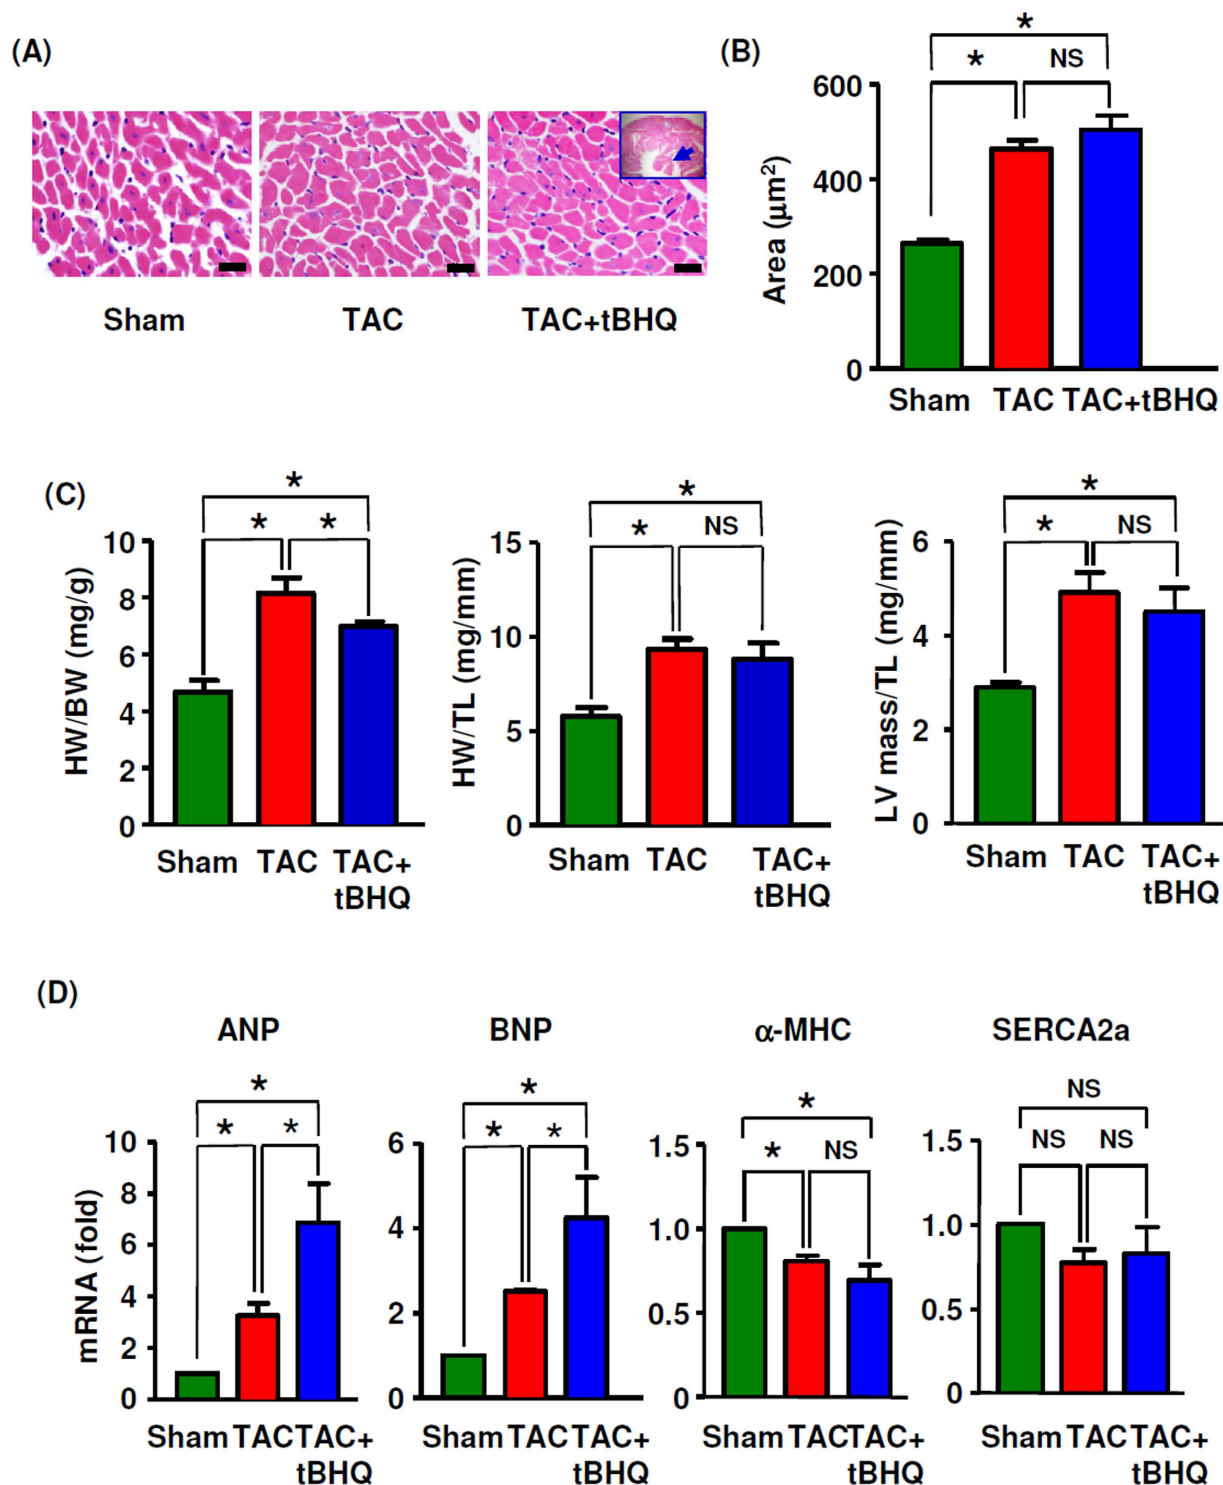 (A)
Sham TAC TAC+tBHQ
(B)
* * NS
Area (μm²)
600
400
200
0
Sham TAC TAC+tBHQ
(C)
* * *
HW/BW (mg/g)
10
8
6
4
2
0
Sham TAC TAC+
tBHQ
* * NS
HW/TL (mg/mm)
15
10
5
0
Sham TAC TAC+
tBHQ
* * NS
LV mass/TL (mg/mm)
6
4
2
0
Sham TAC TAC+
tBHQ
(D)
ANP
* * *
mRNA (fold)
10
8
6
4
2
0
Sham TAC TAC+
tBHQ
BNP
* * *
6
4
2
0
Sham TAC TAC+
tBHQ
α-MHC
* * NS
1.5
1.0
0.5
0
Sham TAC TAC+
tBHQ
SERCA2a
NS
NS NS
1.5
1.0
0.5
0
Sham TAC TAC+
tBHQ